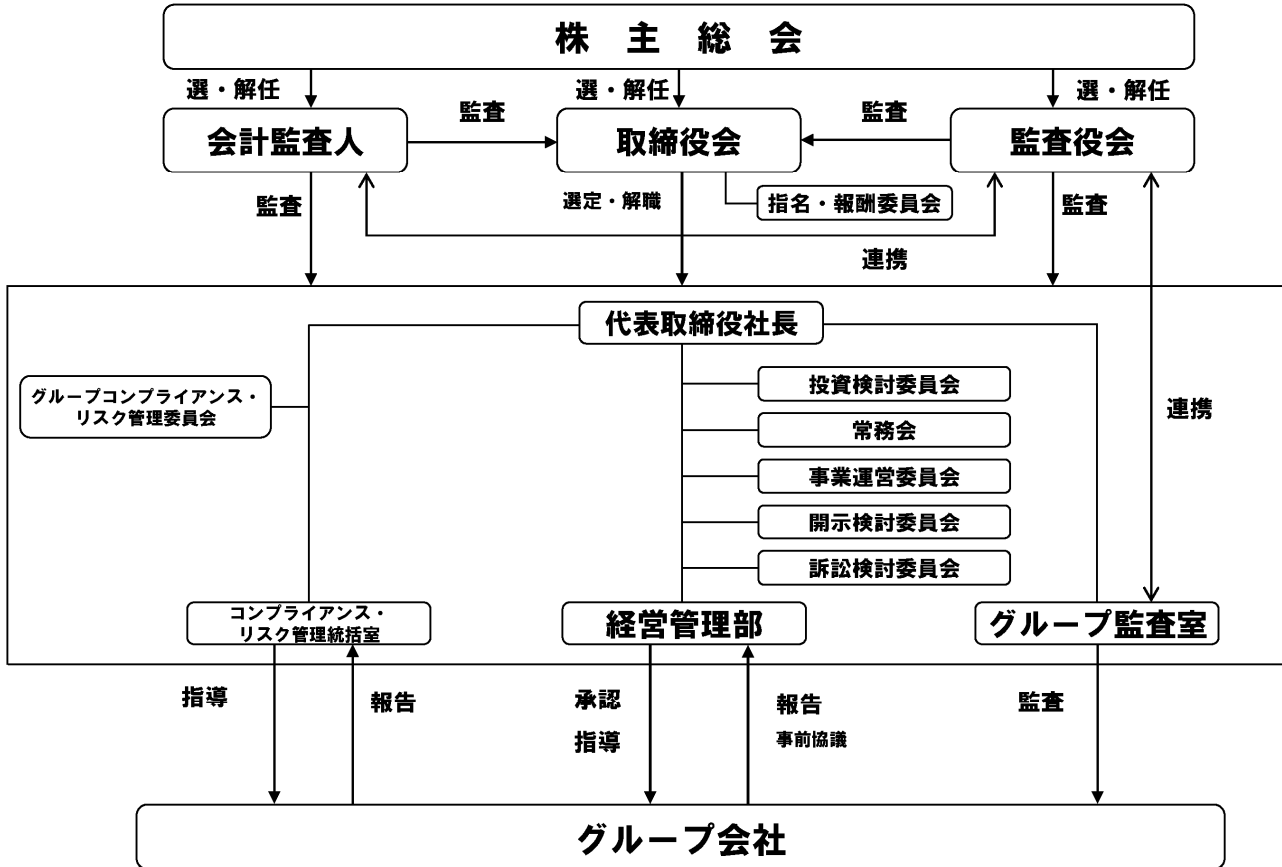 株主総会
選・解任
選・解任
選・解任
会計監査人
監査
取締役会
監査
監査役会
監査
選定・解職
指名・報酬委員会
監査
連携
代表取締役社長
グループコンプライアンス・
リスク管理委員会
投資検討委員会
常務会
事業運営委員会
開示検討委員会
訴訟検討委員会
連携
コンプライアンス・
リスク管理統括室
経営管理部
グループ監査室
指導
報告
承認
指導
報告
事前協議
監査
グループ会社